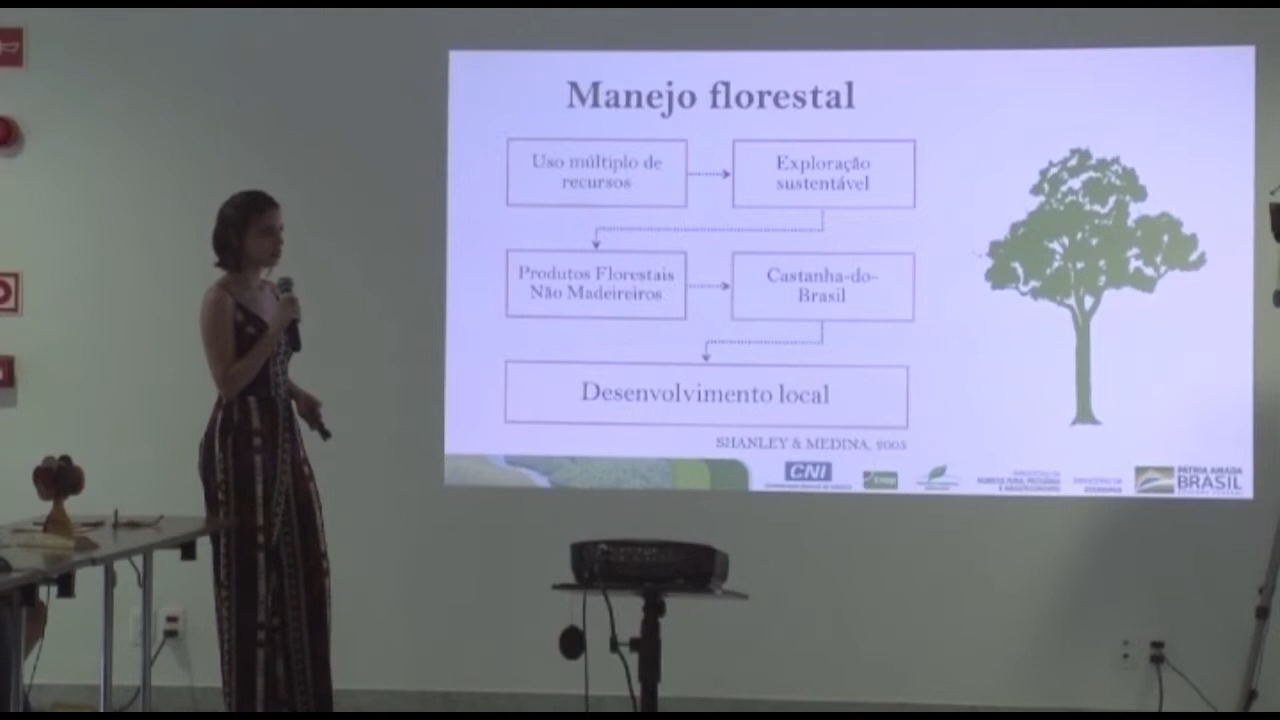 Manejo florestal
Uso múltiplo de
recursos
Exploração
sustentável
Produtos Florestais
Não Madeireiros
Castanha-do-
Brasil
Desenvolvimento local
SHANLEY & MEDINA, 2005
CNI
PÁTRIA AMADA
BRASIL